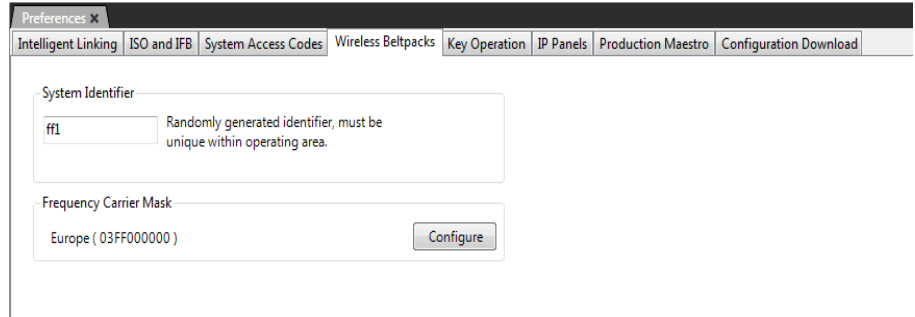 Preferences X
Intelligent Linking ISO and IFB System Access Codes Wireless Beltpacks Key Operation IP Panels Production Maestro Configuration Download
System Identifier
ff1 Randomly generated identifier, must be
unique within operating area.
Frequency Carrier Mask
Europe ( 03FF000000 ) Configure